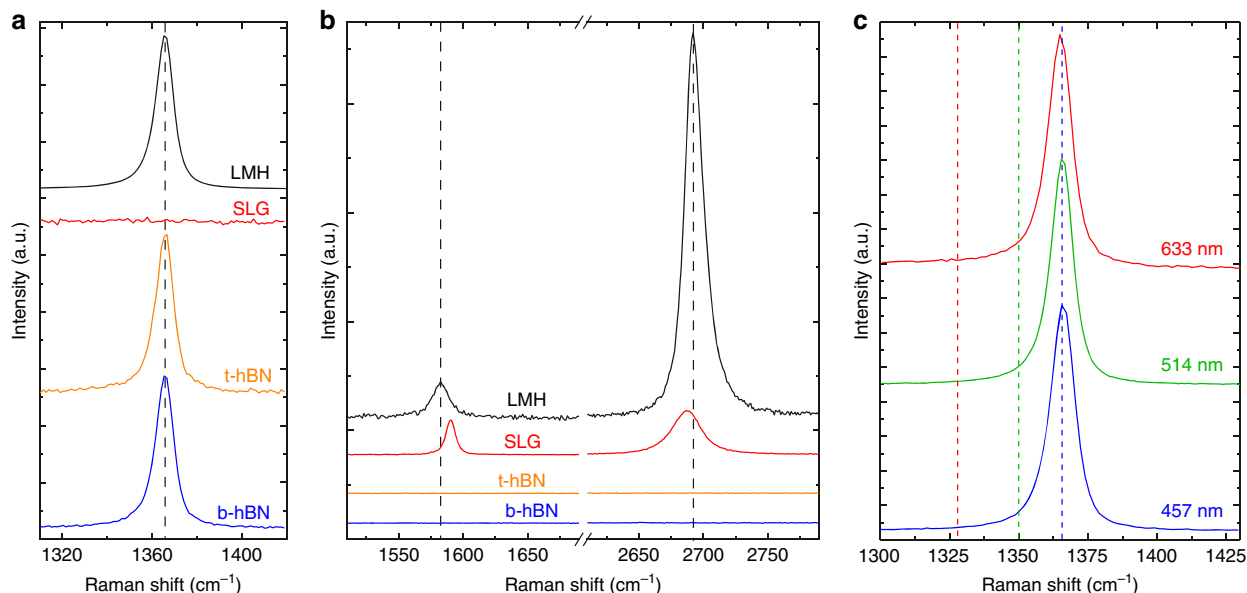 a
Intensity (a.u.)
LMH
SLG
t-hBN
b-hBN
1320 1360 1400
Raman shift (cm⁻¹)
b
Intensity (a.u.)
LMH
SLG
t-hBN
b-hBN
1550 1600 1650 2650 2700 2750
Raman shift (cm⁻¹)
c
Intensity (a.u.)
633 nm
514 nm
457 nm
1300 1325 1350 1375 1400 1425
Raman shift (cm⁻¹)